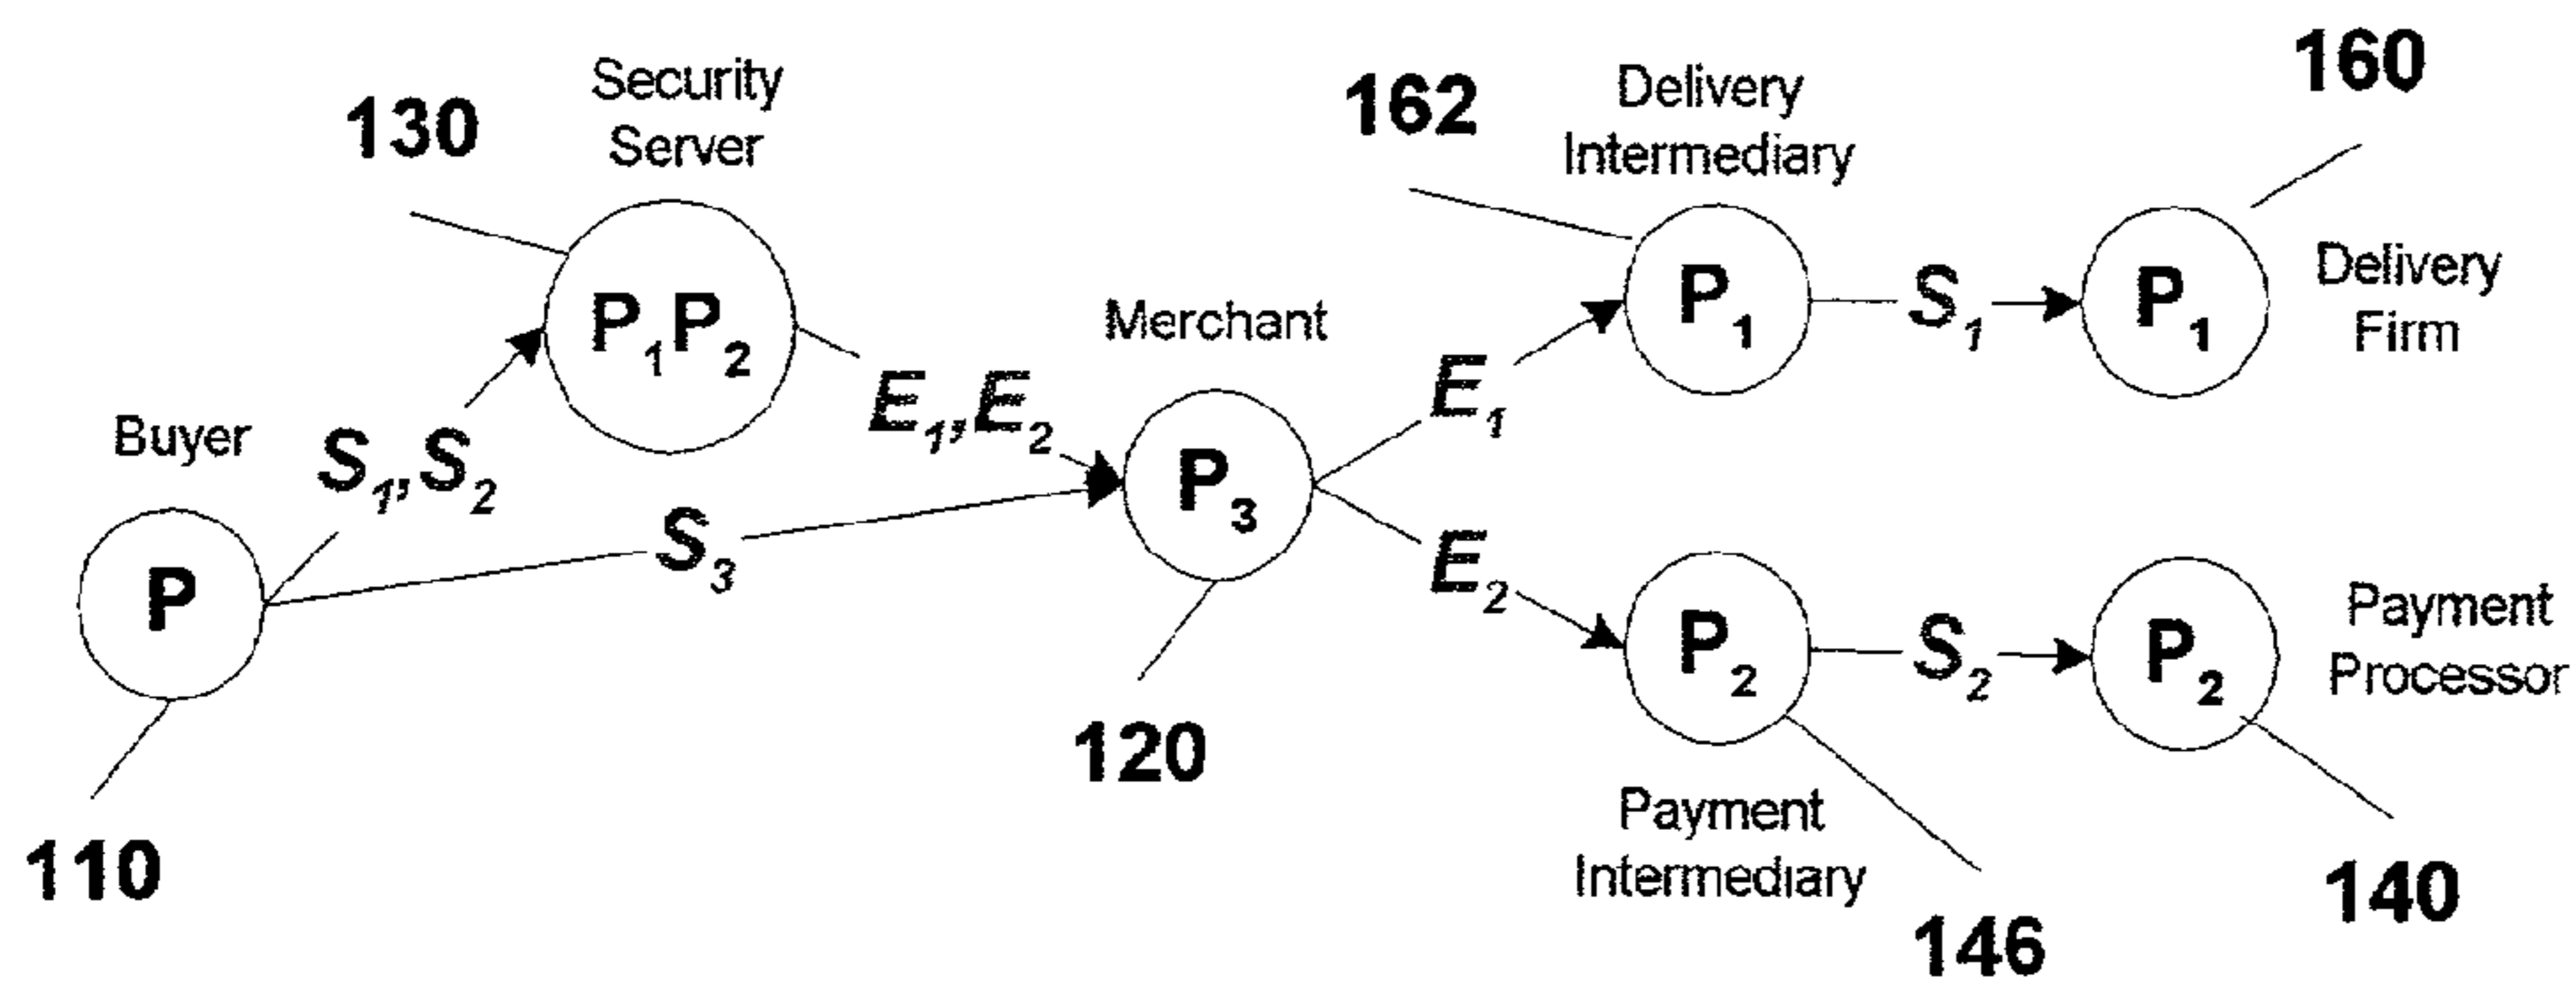 Security
Server
130
P₁P₂
Buyer
P
110
S₁,S₂
S₃
E₁,E₂
Merchant
P₃
120
E₁
E₂
162
Delivery
Intermediary
P₁
S₁
160
P₁
Delivery
Firm
P₂
Payment
Intermediary
146
S₂
P₂
Payment
Processor
140